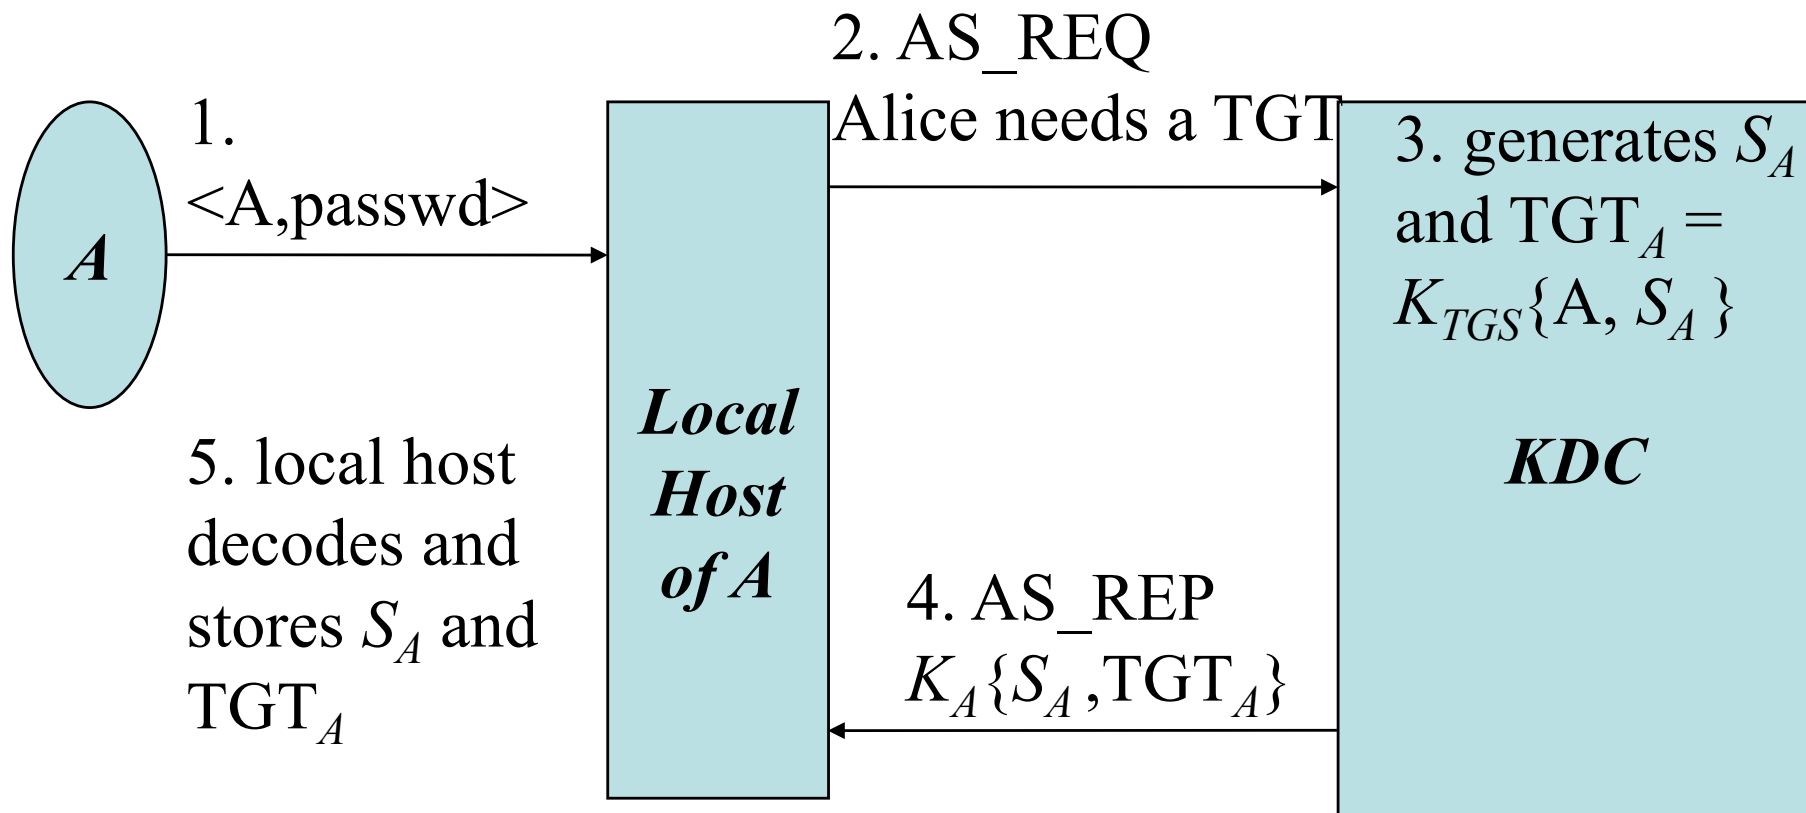 A
1.
<A,passwd>
2. AS_REQ
Alice needs a TGT
3. generates S_A
and TGT_A =
K_TGS{A, S_A }
Local
Host
of A
KDC
4. AS_REP
K_A{S_A ,TGT_A}
5. local host
decodes and
stores S_A and
TGT_A